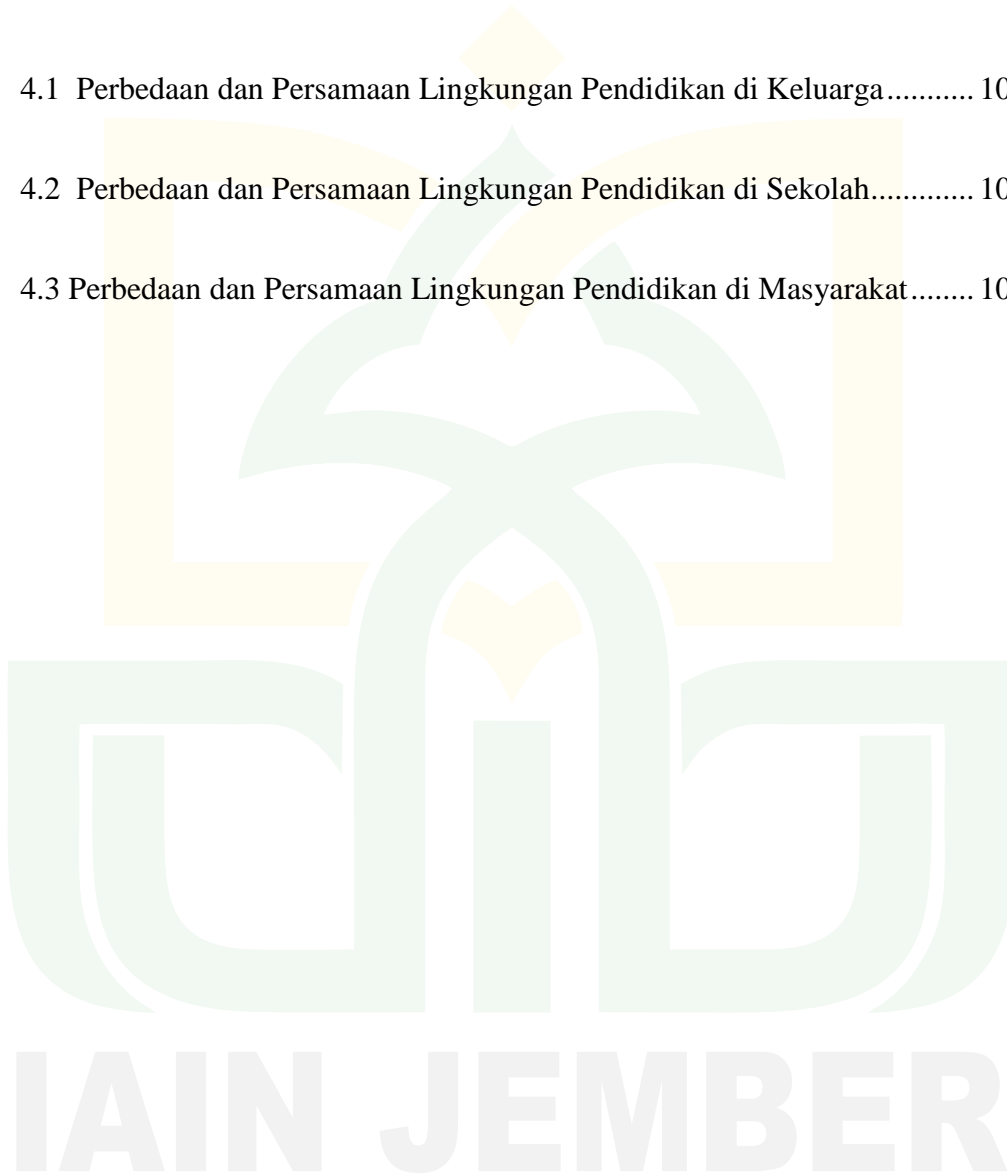 4.1 Perbedaan dan Persamaan Lingkungan Pendidikan di Keluarga........... 10
4.2 Perbedaan dan Persamaan Lingkungan Pendidikan di Sekolah............. 10
4.3 Perbedaan dan Persamaan Lingkungan Pendidikan di Masyarakat........ 10
IAIN JEMBER